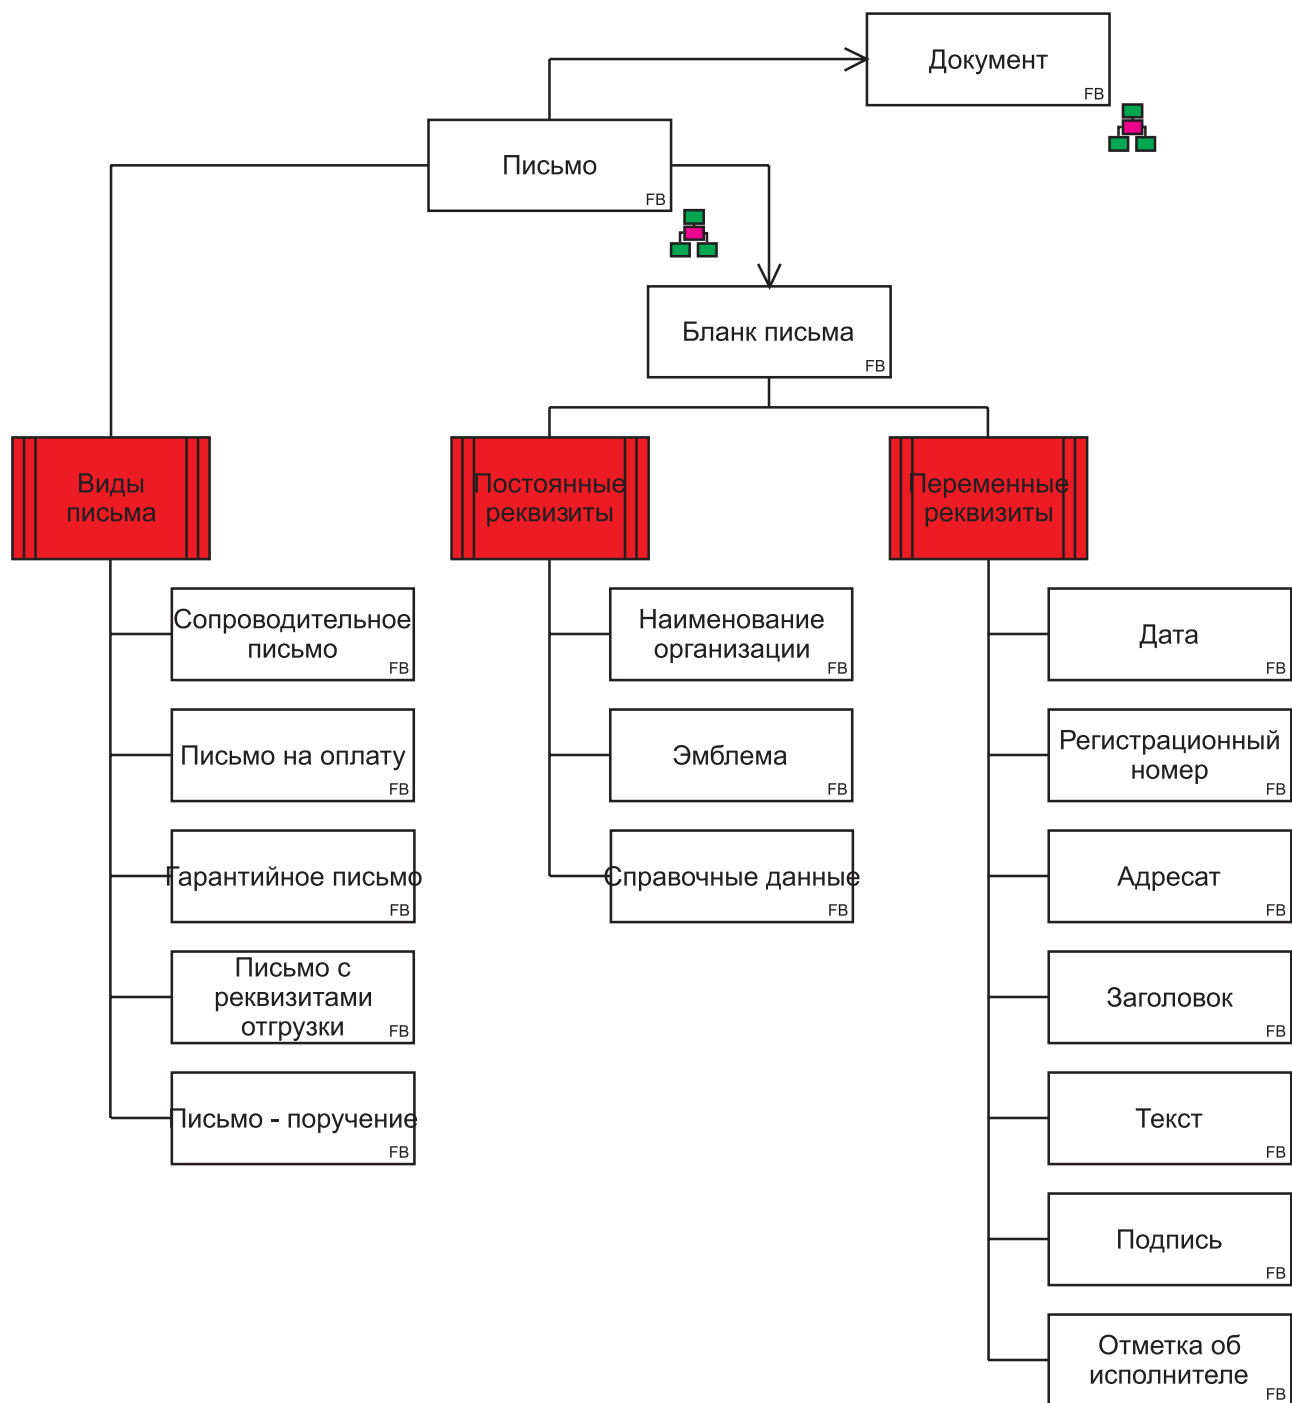 Документ
FB
Письмо
FB
Бланк письма
FB
Виды
письма
Постоянные
реквизиты
Переменные
реквизиты
Сопроводительное
письмо
FB
Наименование
организации
FB
Дата
FB
Письмо на оплату
FB
Эмблема
FB
Регистрационный
номер
FB
Гарантийное письмо
FB
Справочные данные
FB
Адресат
FB
Письмо с
реквизитами
отгрузки
FB
Заголовок
FB
Письмо - поручение
FB
Текст
FB
Подпись
FB
Отметка об
исполнителе
FB